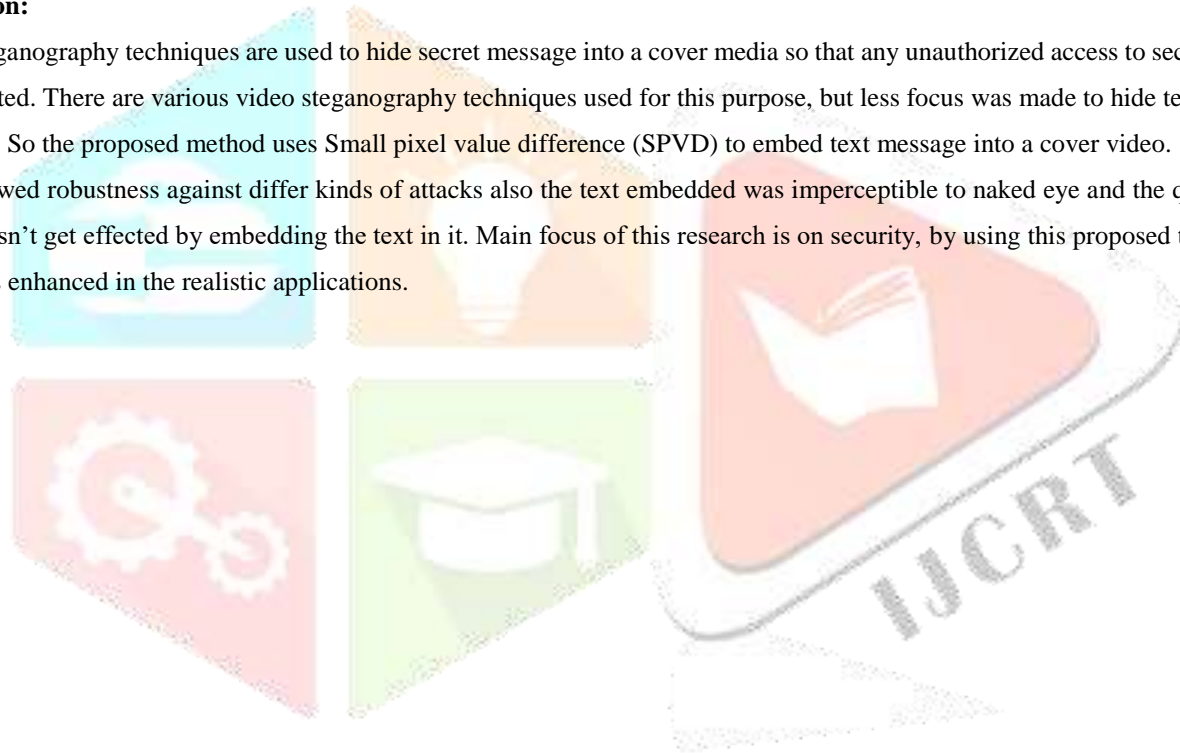 on:
ganography techniques are used to hide secret message into a cover media so that any unauthorized access to sec
ted. There are various video steganography techniques used for this purpose, but less focus was made to hide te
So the proposed method uses Small pixel value difference (SPVD) to embed text message into a cover video.
wed robustness against differ kinds of attacks also the text embedded was imperceptible to naked eye and the q
sn't get effected by embedding the text in it. Main focus of this research is on security, by using this proposed t
enhanced in the realistic applications.
IJCRT